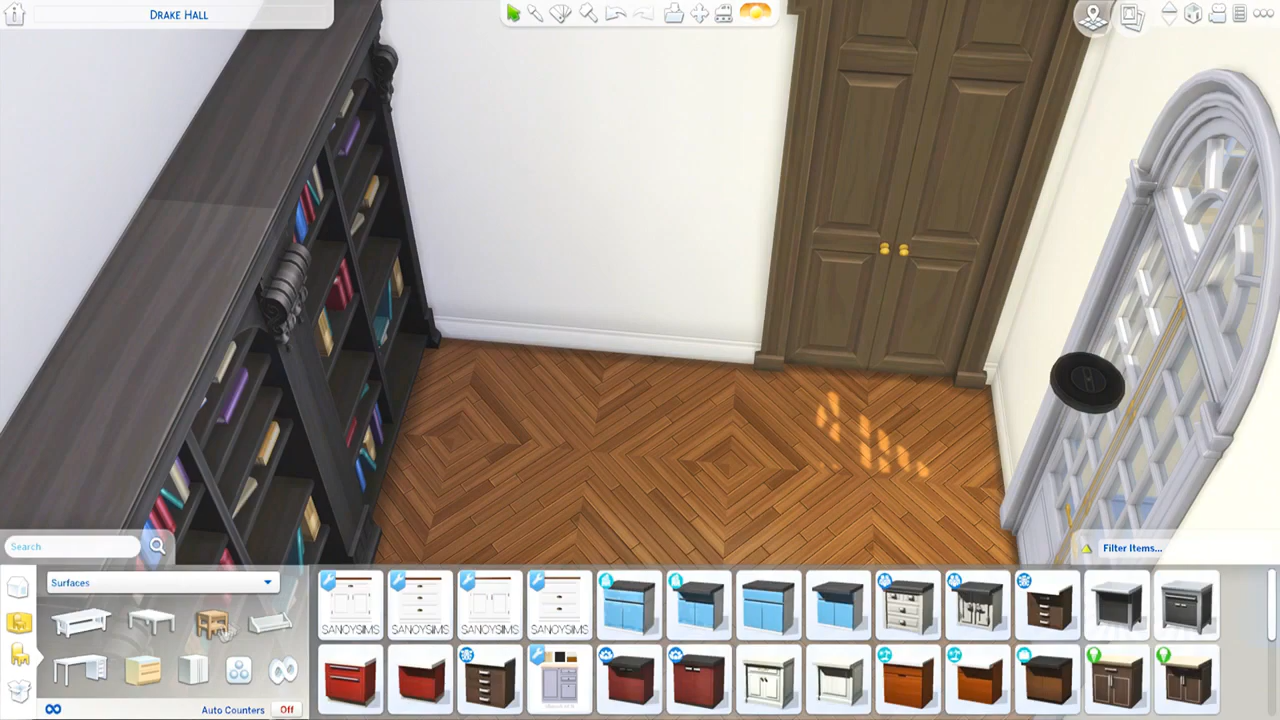 DRAKE HALL
Search
Filter Items...
Surfaces
SANOYSIMS SANOYSIMS SANOYSIMS SANOYSIMS
Auto Counters Off